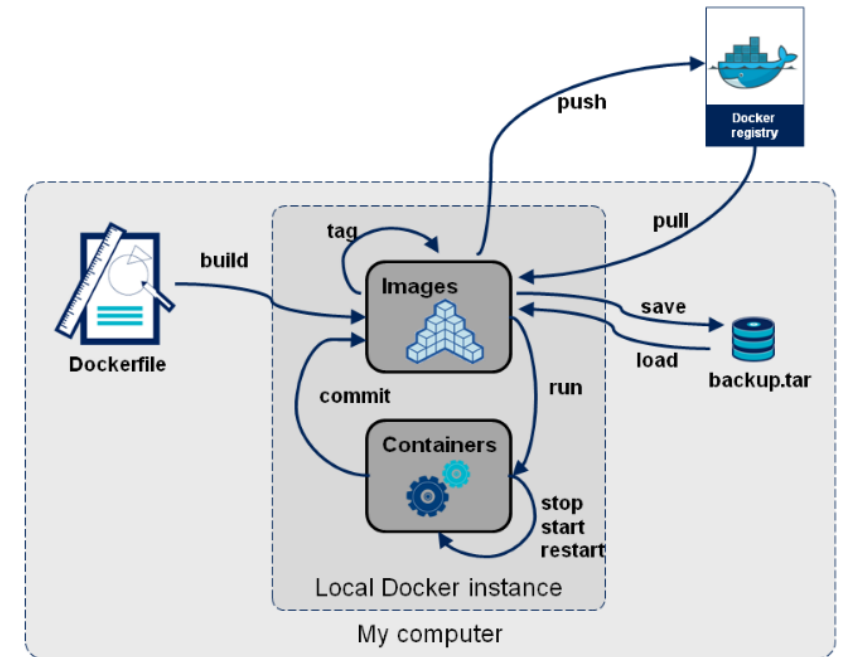 push
Docker
registry
pull
tag
build
Images
save
load
Dockerfile
backup.tar
commit
run
Containers
stop
start
restart
Local Docker instance
My computer